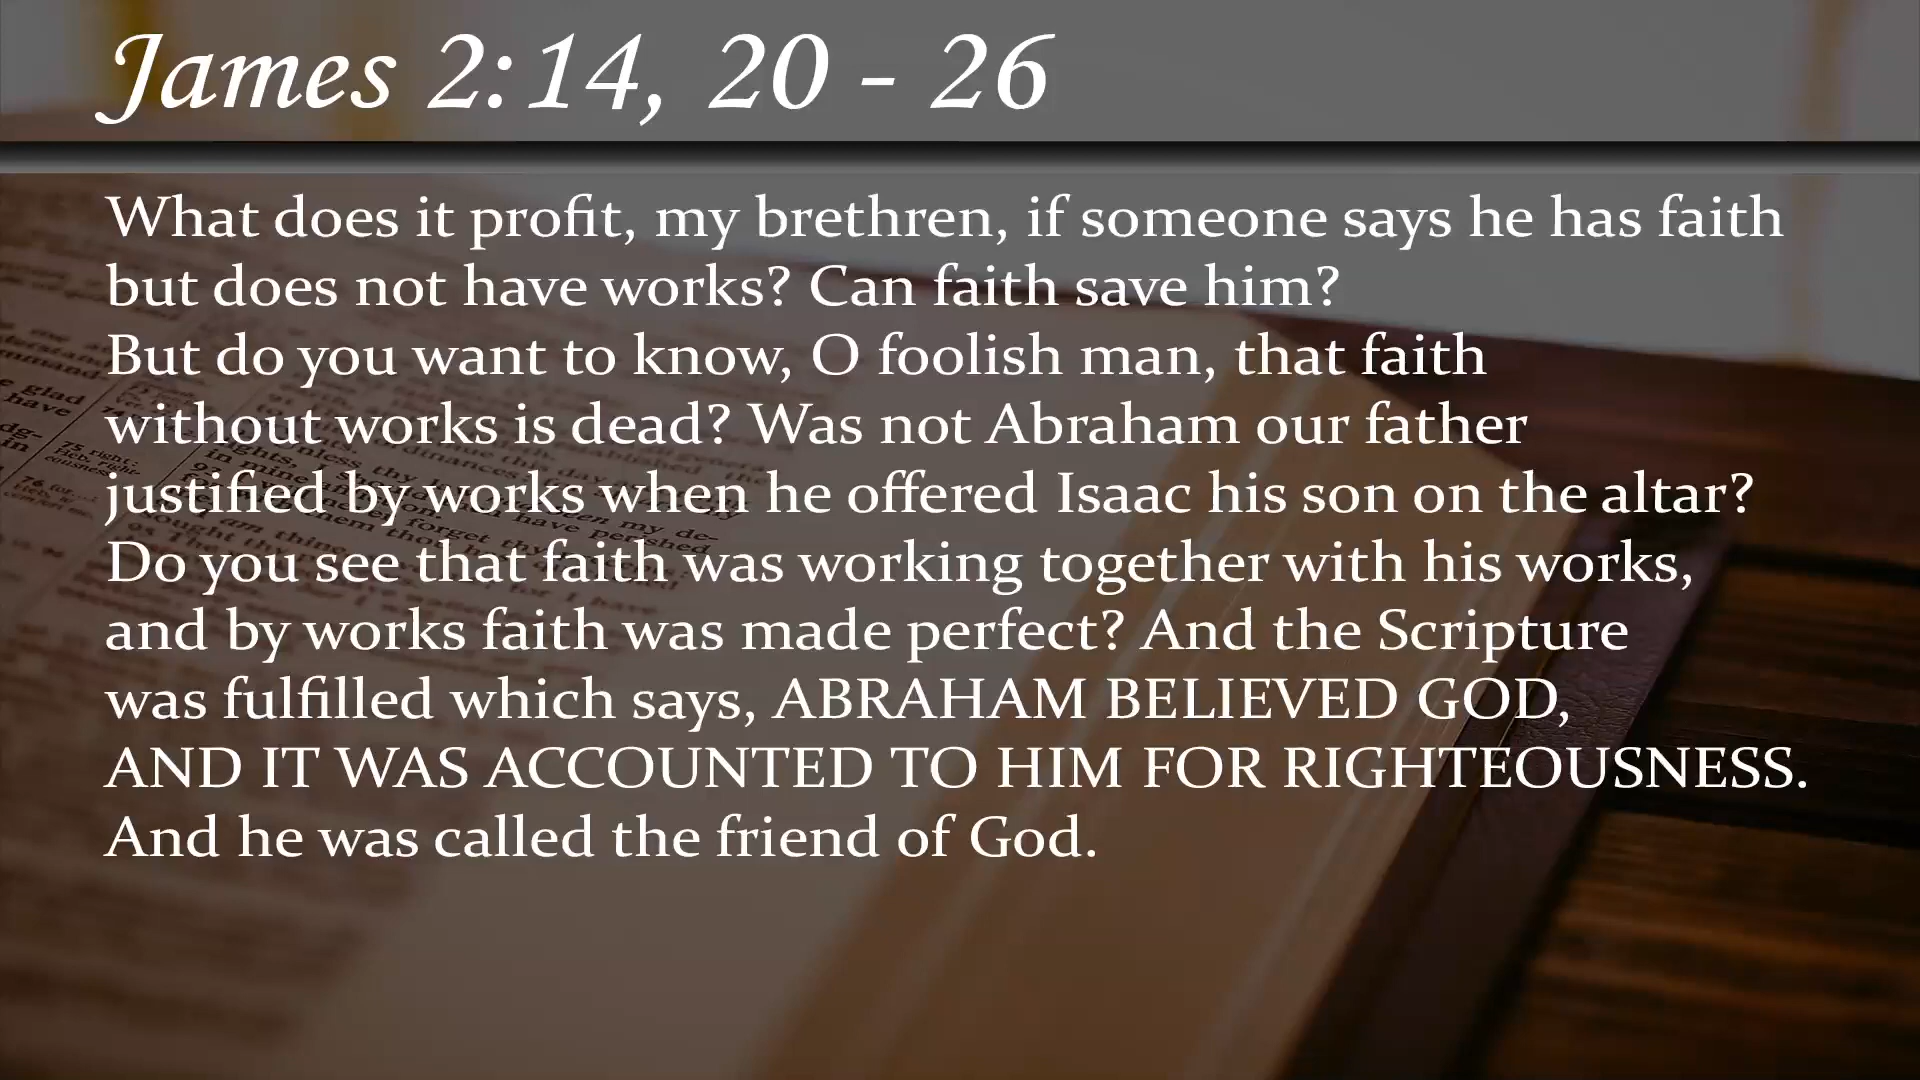 James 2:14, 20 - 26
What does it profit, my brethren, if someone says he has faith
but does not have works? Can faith save him?
But do you want to know, O foolish man, that faith
without works is dead? Was not Abraham our father
justified by works when he offered Isaac his son on the altar?
Do you see that faith was working together with his works,
and by works faith was made perfect? And the Scripture
was fulfilled which says, ABRAHAM BELIEVED GOD,
AND IT WAS ACCOUNTED TO HIM FOR RIGHTEOUSNESS.
And he was called the friend of God.